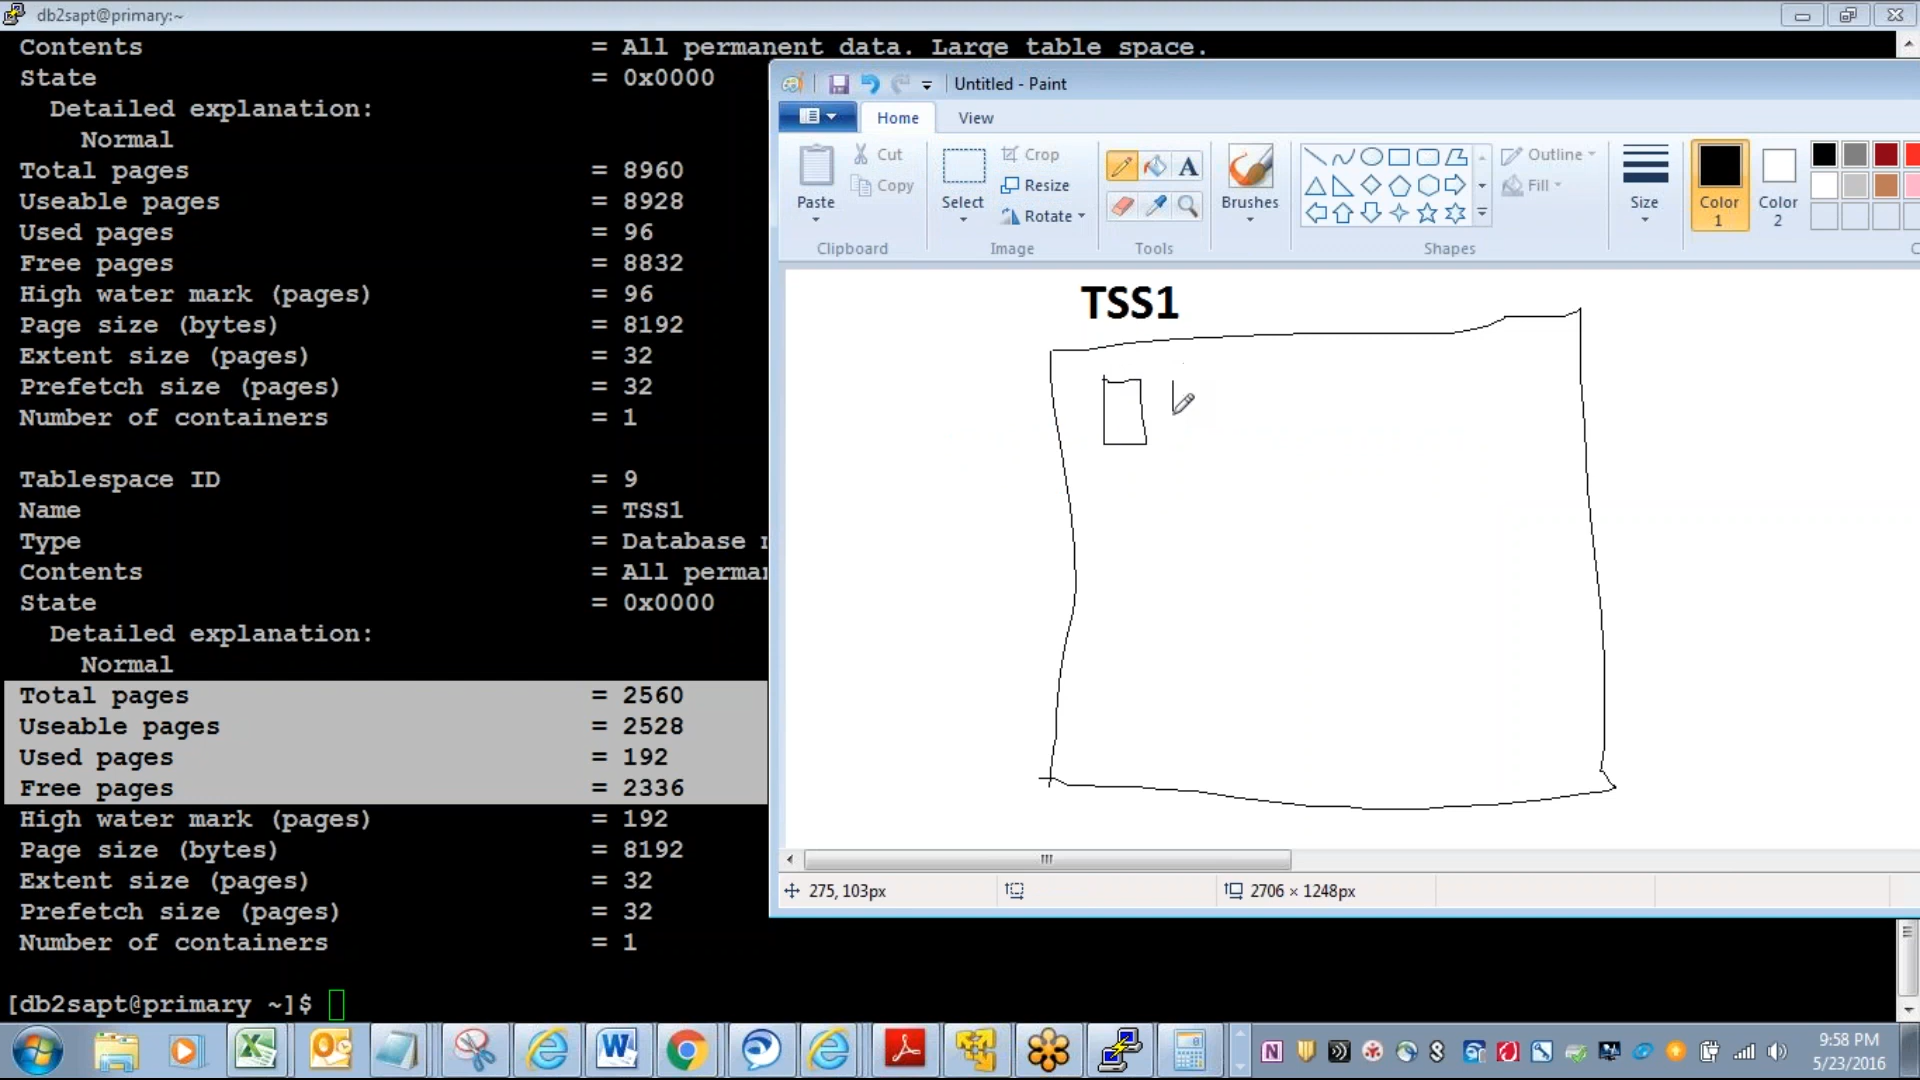 db2sapt@primary:~
Contents = All permanent data. Large table space.
State = 0x0000
Detailed explanation:
Normal
Total pages = 8960
Useable pages = 8928
Used pages = 96
Free pages = 8832
High water mark (pages) = 96
Page size (bytes) = 8192
Extent size (pages) = 32
Prefetch size (pages) = 32
Number of containers = 1
Tablespace ID = 9
Name = TSS1
Type = Database
Contents = All perma
State = 0x0000
Detailed explanation:
Normal
Total pages = 2560
Useable pages = 2528
Used pages = 192
Free pages = 2336
High water mark (pages) = 192
Page size (bytes) = 8192
Extent size (pages) = 32
Prefetch size (pages) = 32
Number of containers = 1
[db2sapt@primary ~]$
Untitled - Paint
Home View
Paste
Cut
Copy
Clipboard
Select
Crop
Resize
Rotate
Image
A
Tools
Brushes
Outline
Fill
Shapes
Size
Color
1
Color
2
C
TSS1
275, 103px
2706 × 1248px
9:58 PM
5/23/2016